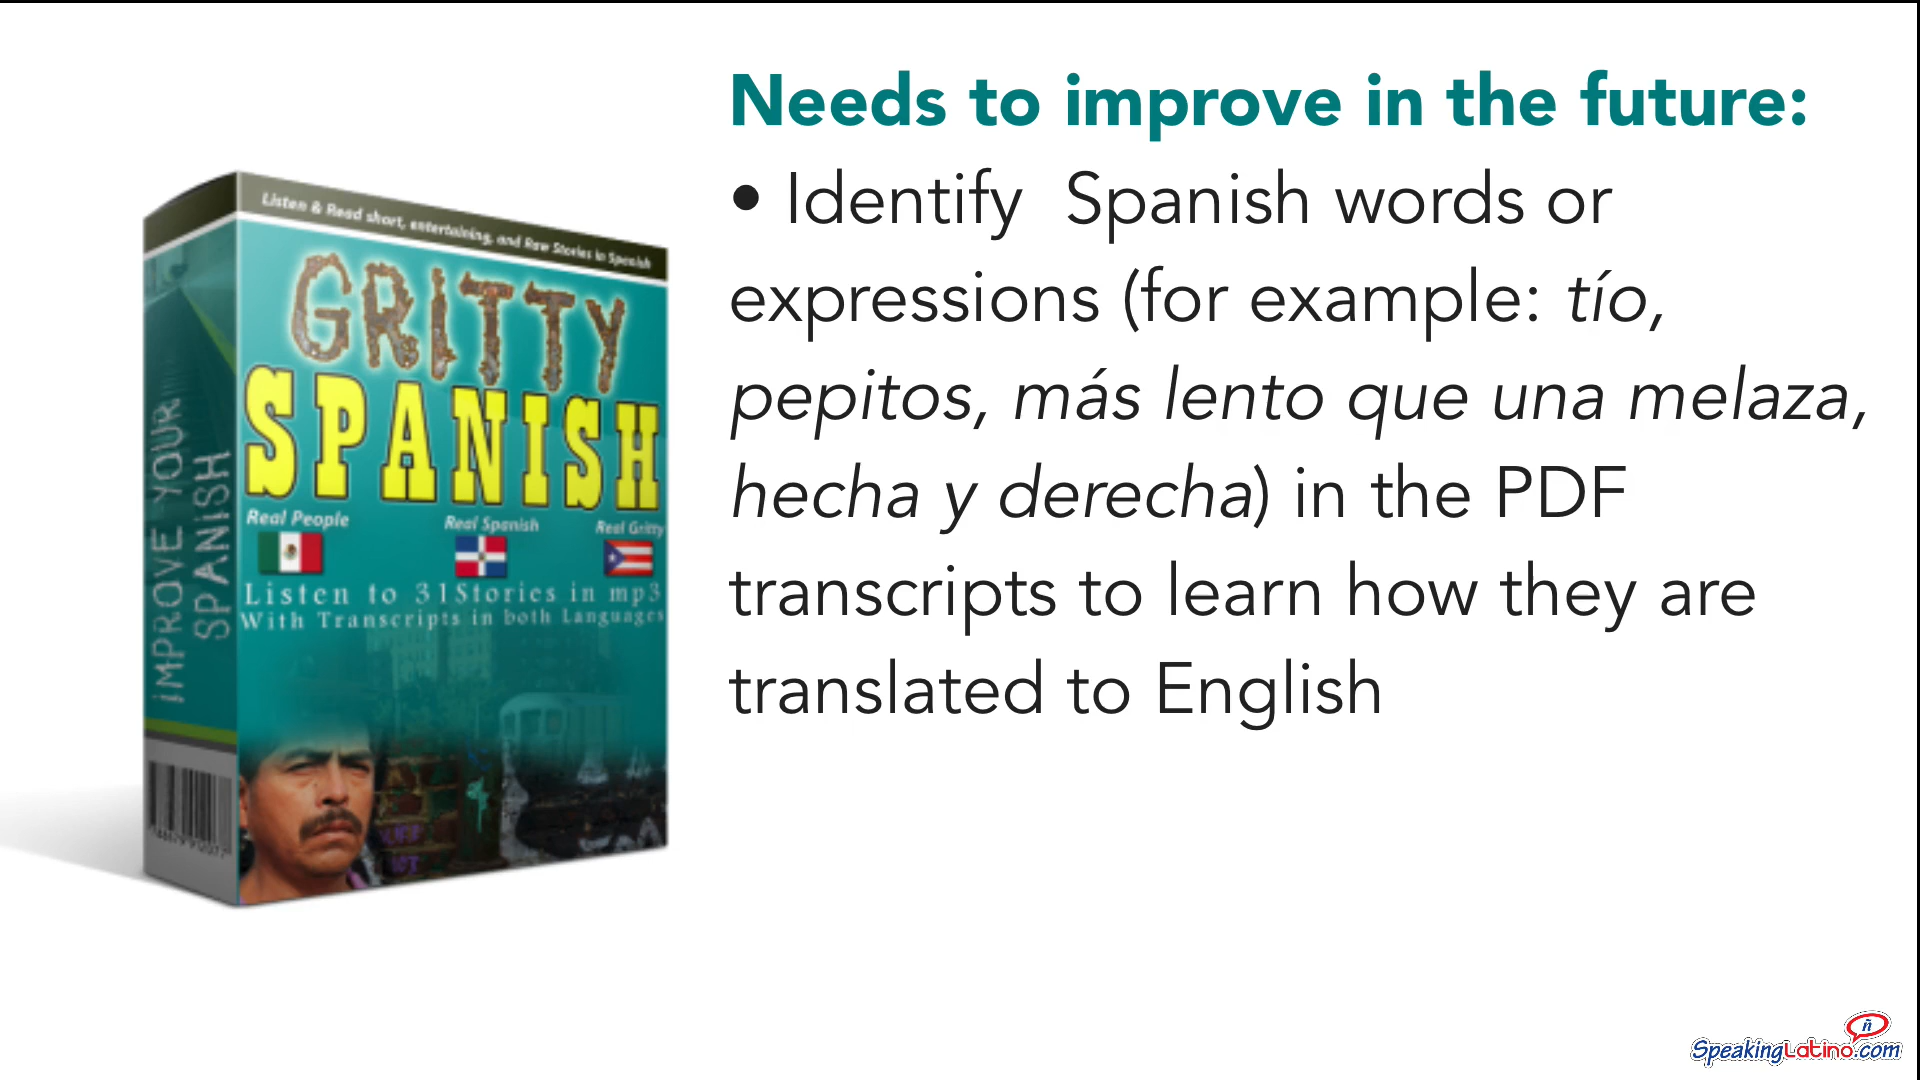 Needs to improve in the future:
• Identify Spanish words or
expressions (for example: tío,
pepitos, más lento que una melaza,
hecha y derecha) in the PDF
transcripts to learn how they are
translated to English
Listen & Read short, entertaining, and Raw Stories in Spanish
GRITTY
SPANISH
Real People Real Spanish Real Gritty
Listen to 31 Stories in mp3
With Transcripts in both Languages
IMPROVE YOUR
SPANISH
ñ
SpeakingLatino.com